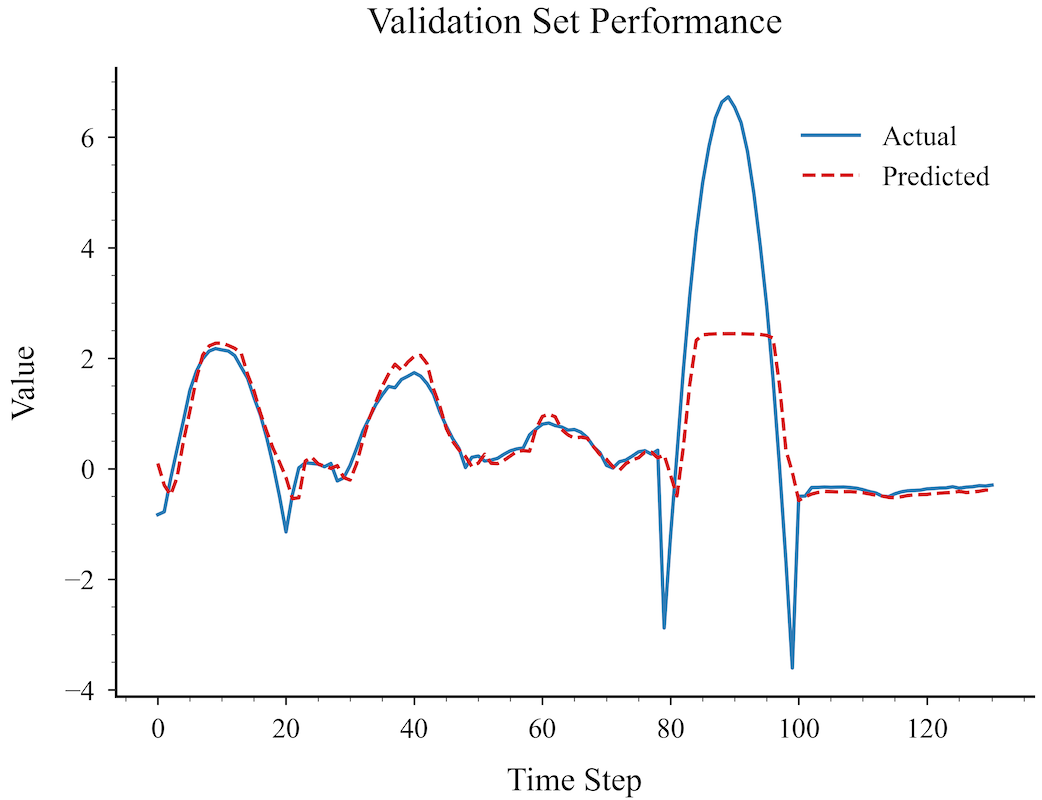 Validation Set Performance
Actual
Predicted
Value
6
4
2
0
−2
−4
0 20 40 60 80 100 120
Time Step